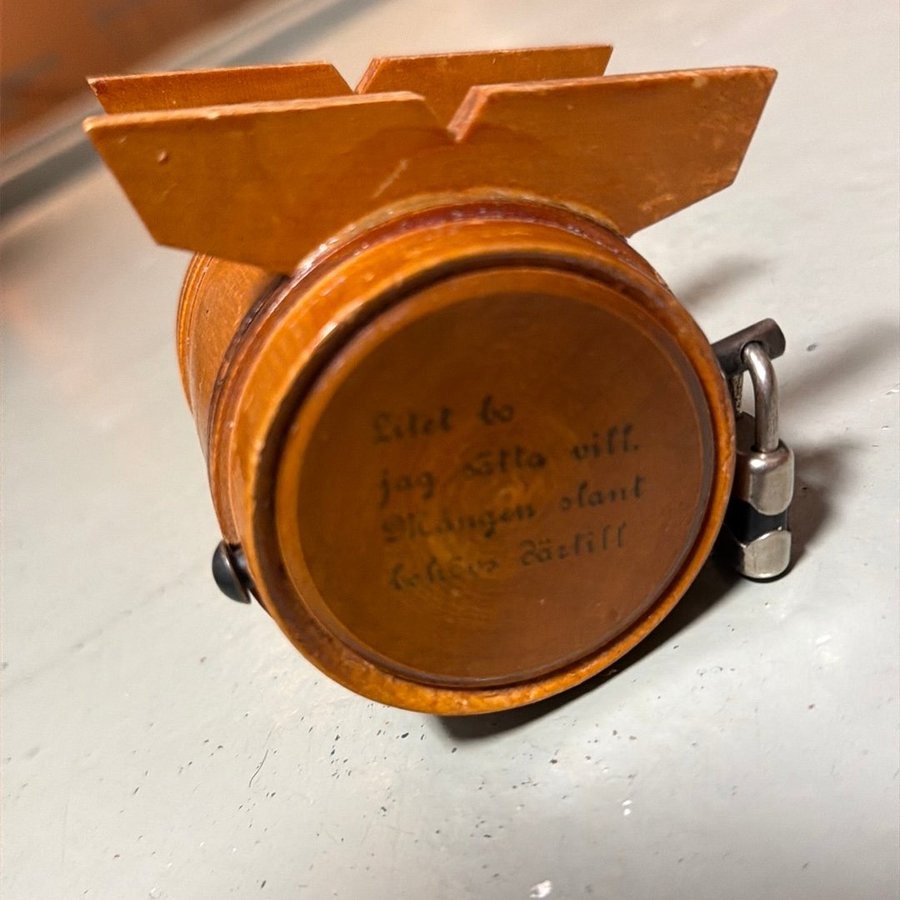 Litet bo
jag sätta vill.
Mången slant
behövs därtill